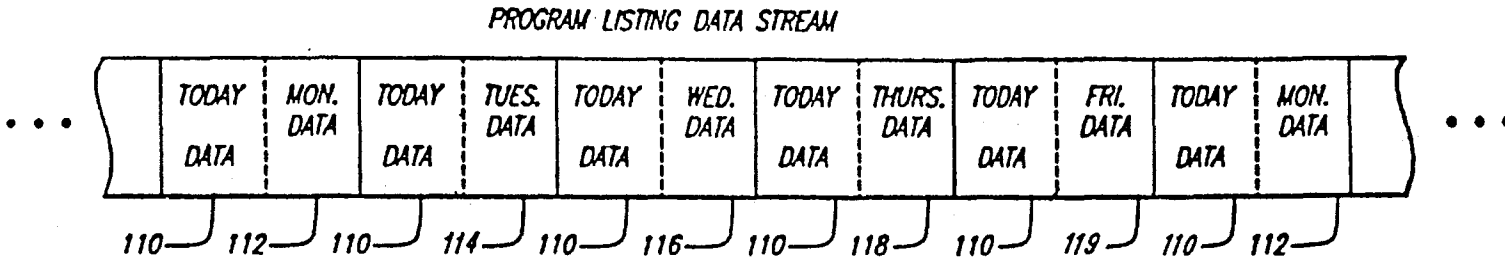 PROGRAM LISTING DATA STREAM
TODAY DATA
MON. DATA
TODAY DATA
TUES. DATA
TODAY DATA
WED. DATA
TODAY DATA
THURS. DATA
TODAY DATA
FRI. DATA
TODAY DATA
MON. DATA
110 112 110 114 110 116 110 118 110 119 110 112